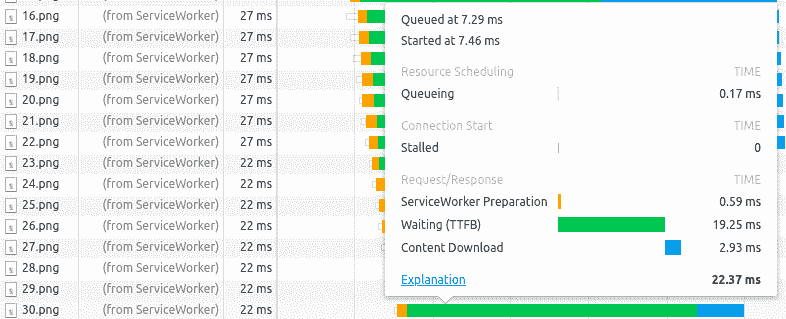 16.png (from ServiceWorker) 27 ms
17.png (from ServiceWorker) 27 ms
18.png (from ServiceWorker) 27 ms
19.png (from ServiceWorker) 27 ms
20.png (from ServiceWorker) 27 ms
21.png (from ServiceWorker) 27 ms
22.png (from ServiceWorker) 27 ms
23.png (from ServiceWorker) 22 ms
24.png (from ServiceWorker) 22 ms
25.png (from ServiceWorker) 22 ms
26.png (from ServiceWorker) 22 ms
27.png (from ServiceWorker) 22 ms
28.png (from ServiceWorker) 22 ms
29.png (from ServiceWorker) 22 ms
30.png (from ServiceWorker) 22 ms
Queued at 7.29 ms
Started at 7.46 ms
Resource Scheduling TIME
Queueing 0.17 ms
Connection Start TIME
Stalled 0
Request/Response TIME
ServiceWorker Preparation 0.59 ms
Waiting (TTFB) 19.25 ms
Content Download 2.93 ms
Explanation 22.37 ms